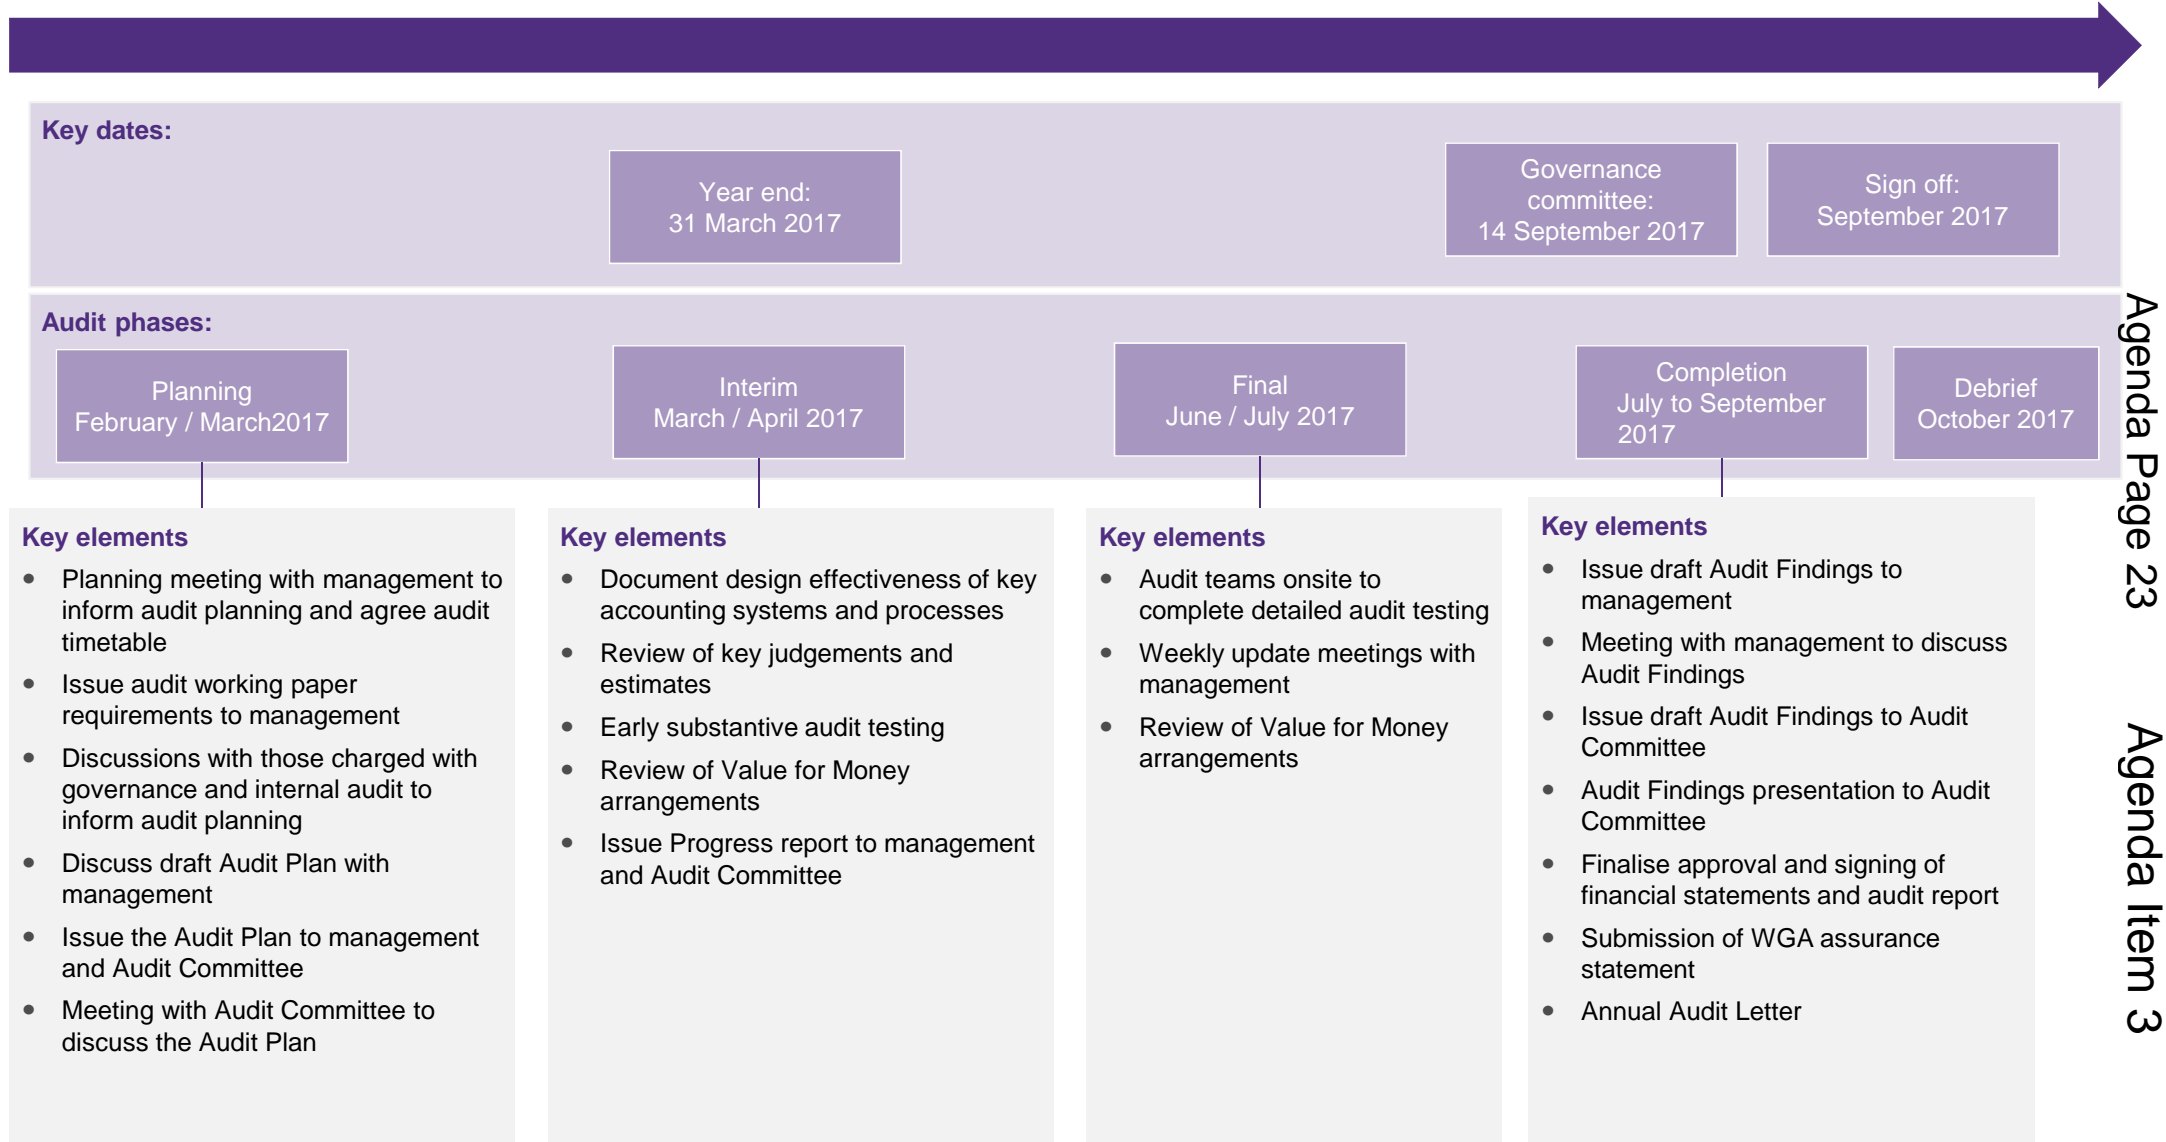 Key dates:
Year end:
31 March 2017
Governance
committee:
14 September 2017
Sign off:
September 2017
Audit phases:
Planning
February / March2017
Interim
March / April 2017
Final
June / July 2017
Completion
July to September
2017
Debrief
October 2017
Key elements
• Planning meeting with management to
inform audit planning and agree audit
timetable
• Issue audit working paper
requirements to management
• Discussions with those charged with
governance and internal audit to
inform audit planning
• Discuss draft Audit Plan with
management
• Issue the Audit Plan to management
and Audit Committee
• Meeting with Audit Committee to
discuss the Audit Plan
Key elements
• Document design effectiveness of key
accounting systems and processes
• Review of key judgements and
estimates
• Early substantive audit testing
• Review of Value for Money
arrangements
• Issue Progress report to management
and Audit Committee
Key elements
• Audit teams onsite to
complete detailed audit testing
• Weekly update meetings with
management
• Review of Value for Money
arrangements
Key elements
• Issue draft Audit Findings to
management
• Meeting with management to discuss
Audit Findings
• Issue draft Audit Findings to Audit
Committee
• Audit Findings presentation to Audit
Committee
• Finalise approval and signing of
financial statements and audit report
• Submission of WGA assurance
statement
• Annual Audit Letter
Agenda Page 23 Agenda Item 3